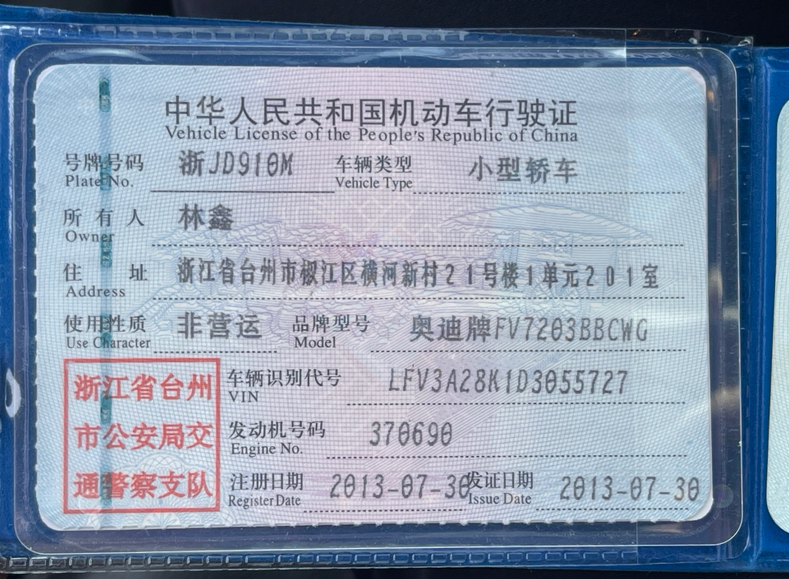 中华人民共和国机动车行驶证
Vehicle License of the People's Republic of China
号牌号码 浙JD910M 车辆类型 小型轿车
Plate No. Vehicle Type
所有人 林鑫
Owner
住址 浙江省台州市椒江区横河新村21号楼1单元201室
Address
使用性质 非营运 品牌型号 奥迪牌FV7203BBCWG
Use Character Model
浙江省台州
市公安局交
通警察支队
车辆识别代号 LFV3A28K1D3055727
VIN
发动机号码 370690
Engine No.
注册日期 2013-07-30 发证日期 2013-07-30
Register Date Issue Date